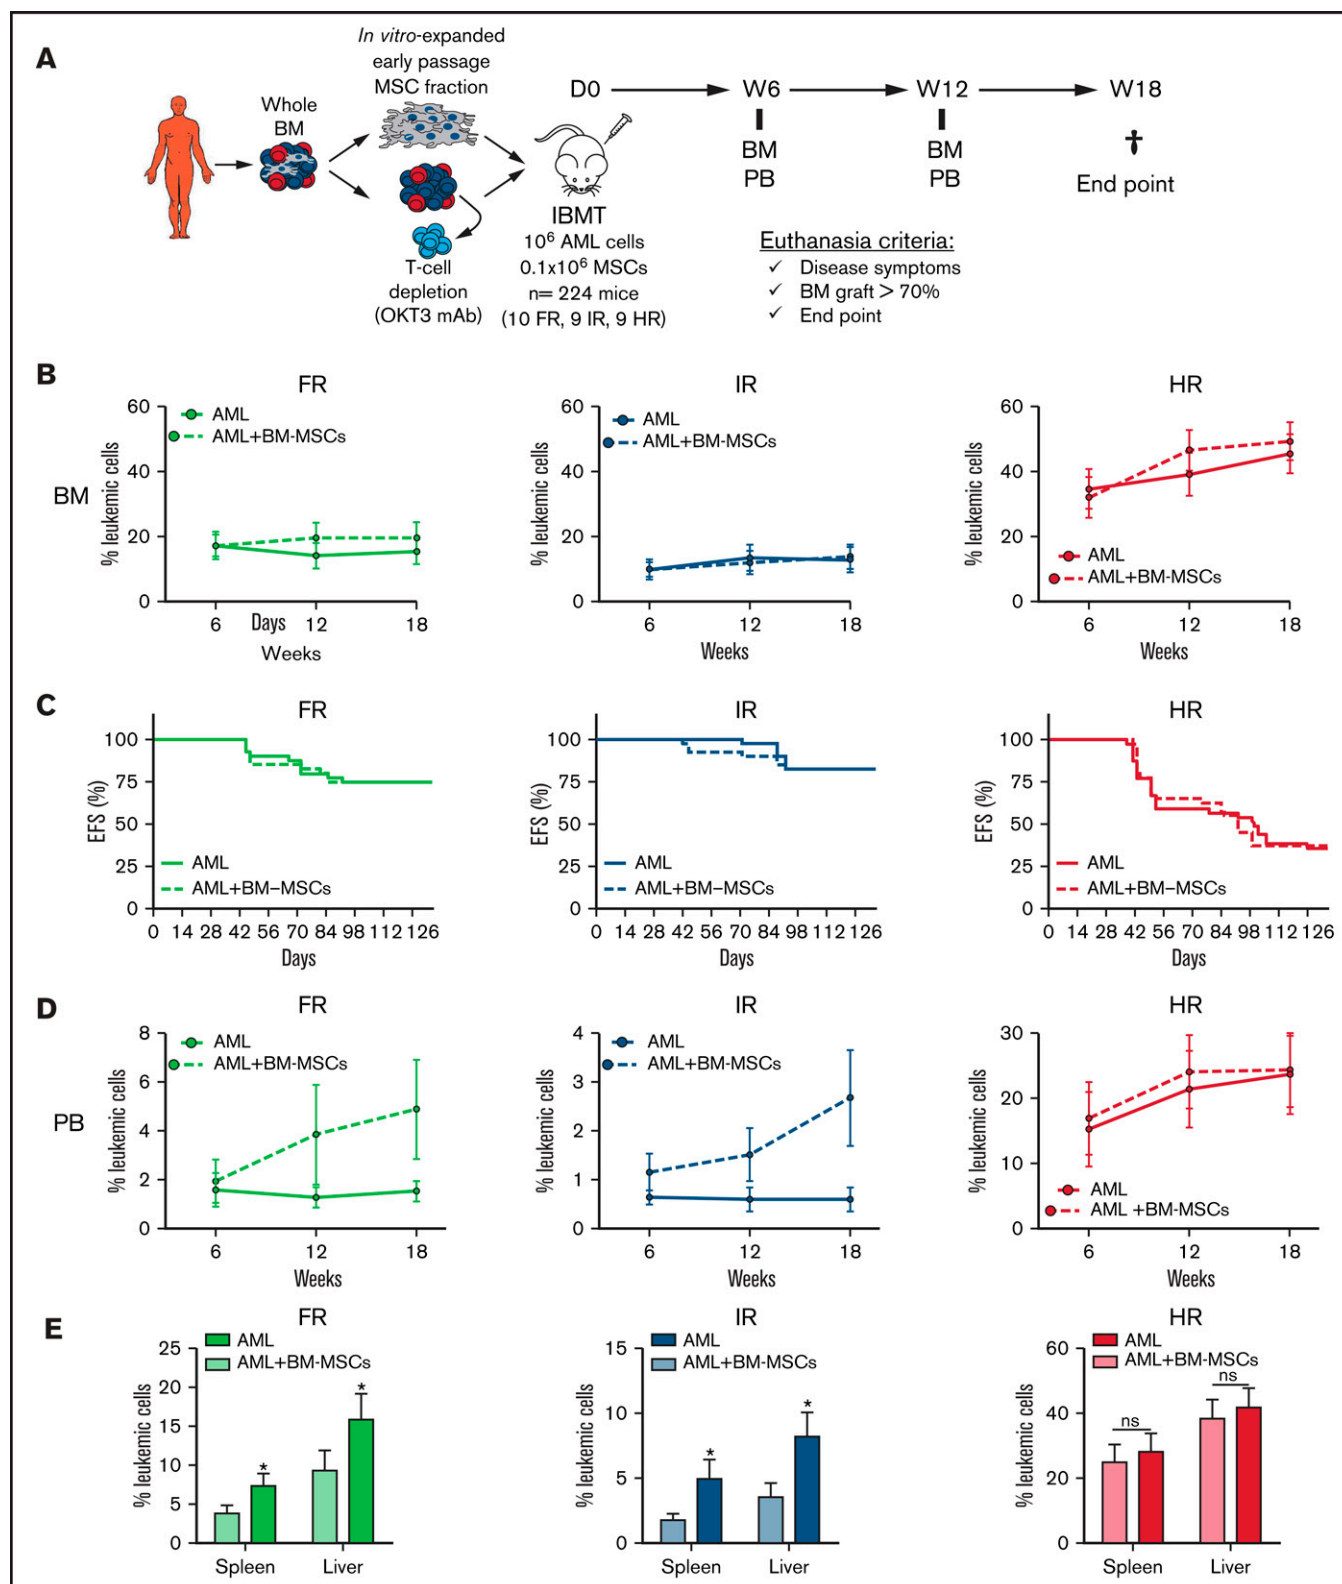 A
In vitro-expanded
early passage
MSC fraction
Whole
BM
T-cell
depletion
(OKT3 mAb)
D0
W6
W12
W18
BM
PB
BM
PB
End point
IBMT
10⁶ AML cells
0.1x10⁶ MSCs
n= 224 mice
(10 FR, 9 IR, 9 HR)
Euthanasia criteria:
✓ Disease symptoms
✓ BM graft > 70%
✓ End point
B
BM
FR
AML
AML+BM-MSCs
% leukemic cells
60
40
20
0
6
12
18
Days
Weeks
IR
AML
AML+BM-MSCs
% leukemic cells
60
40
20
0
6
12
18
Weeks
HR
AML
AML+BM-MSCs
% leukemic cells
60
40
20
0
6
12
18
Weeks
C
FR
EFS (%)
100
75
50
25
0
AML
AML+BM–MSCs
0 14 28 42 56 70 84 98 112 126
Days
IR
EFS (%)
100
75
50
25
0
AML
AML+BM–MSCs
0 14 28 42 56 70 84 98 112 126
Days
HR
EFS (%)
100
75
50
25
0
AML
AML+BM–MSCs
0 14 28 42 56 70 84 98 112 126
Days
D
PB
FR
AML
AML+BM-MSCs
% leukemic cells
8
6
4
2
0
6
12
18
Weeks
IR
AML
AML+BM-MSCs
% leukemic cells
4
3
2
1
0
6
12
18
Weeks
HR
AML
AML +BM-MSCs
% leukemic cells
30
20
10
0
6
12
18
Weeks
E
FR
AML
AML+BM-MSCs
% leukemic cells
25
20
15
10
5
0
*
*
Spleen
Liver
IR
AML
AML+BM-MSCs
% leukemic cells
15
10
5
0
*
*
Spleen
Liver
HR
AML
AML+BM-MSCs
% leukemic cells
60
40
20
0
ns
ns
Spleen
Liver